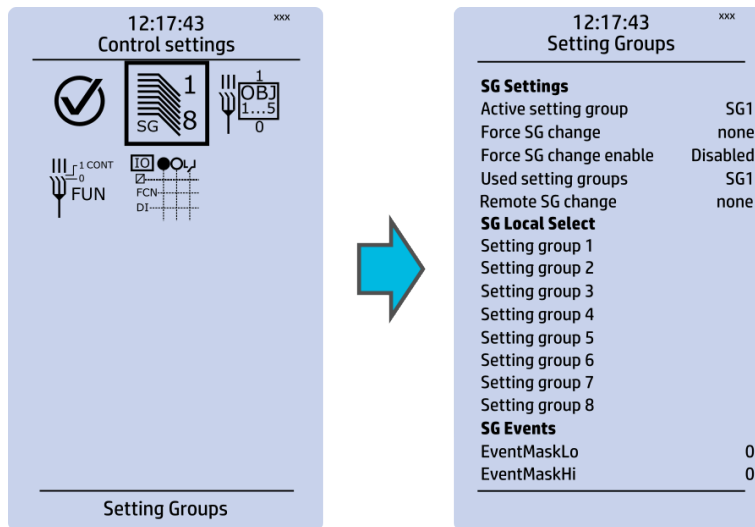 12:17:43 xxx
Control settings
1
SG 8
1
OBJ
1...5
0
1 CONT
0
FUN
IO
FCN
DI
Setting Groups
12:17:43 xxx
Setting Groups
SG Settings
Active setting group SG1
Force SG change none
Force SG change enable Disabled
Used setting groups SG1
Remote SG change none
SG Local Select
Setting group 1
Setting group 2
Setting group 3
Setting group 4
Setting group 5
Setting group 6
Setting group 7
Setting group 8
SG Events
EventMaskLo 0
EventMaskHi 0